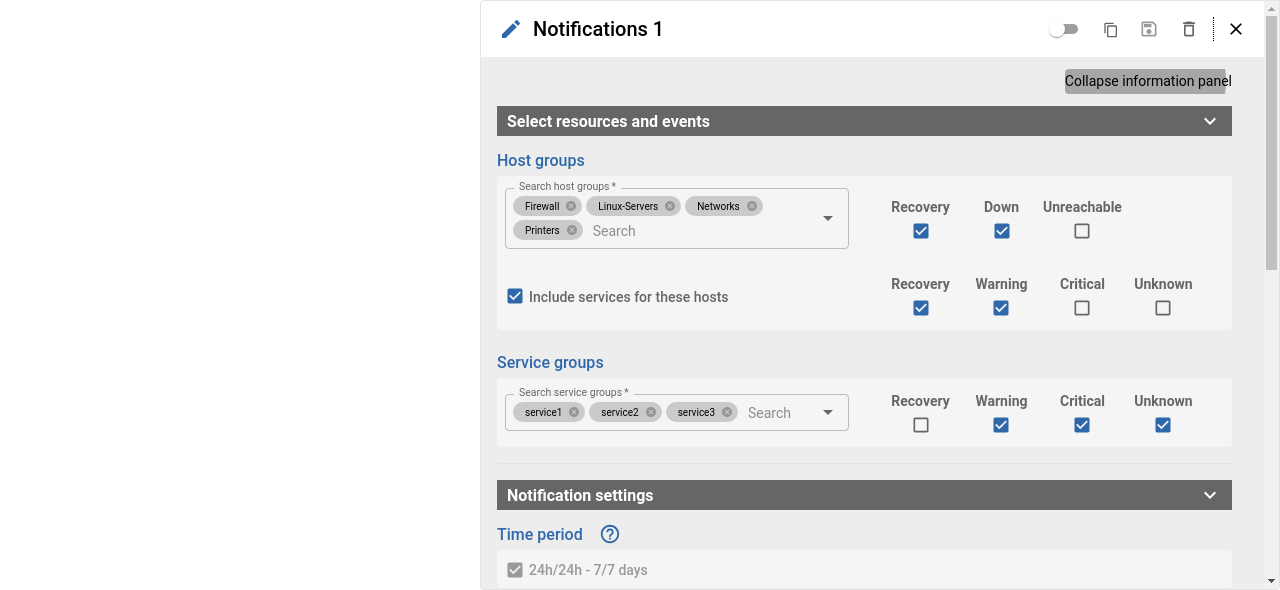 Notifications 1
Collapse information panel
Select resources and events
Host groups
Search host groups *
Firewall Linux-Servers Networks
Printers Search
Recovery Down Unreachable
Include services for these hosts
Recovery Warning Critical Unknown
Service groups
Search service groups *
service1 service2 service3 Search
Recovery Warning Critical Unknown
Notification settings
Time period ?
24h/24h - 7/7 days